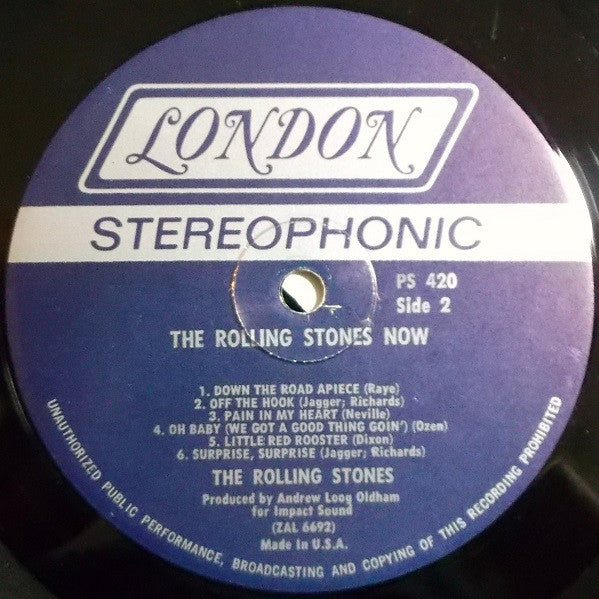 LONDON
STEREOPHONIC
PS 420
Side 2
THE ROLLING STONES NOW
1. DOWN THE ROAD APIECE (Raye)
2. OFF THE HOOK (Jagger; Richards)
3. PAIN IN MY HEART (Neville)
4. OH BABY (WE GOT A GOOD THING GOIN') (Ozen)
5. LITTLE RED ROOSTER (Dixon)
6. SURPRISE, SURPRISE (Jagger; Richards)
THE ROLLING STONES
Produced by Andrew Loog Oldham
for Impact Sound
(ZAL 6692)
Made in U.S.A.
UNAUTHORIZED PUBLIC PERFORMANCE, BROADCASTING AND COPYING OF THIS RECORDING PROHIBITED